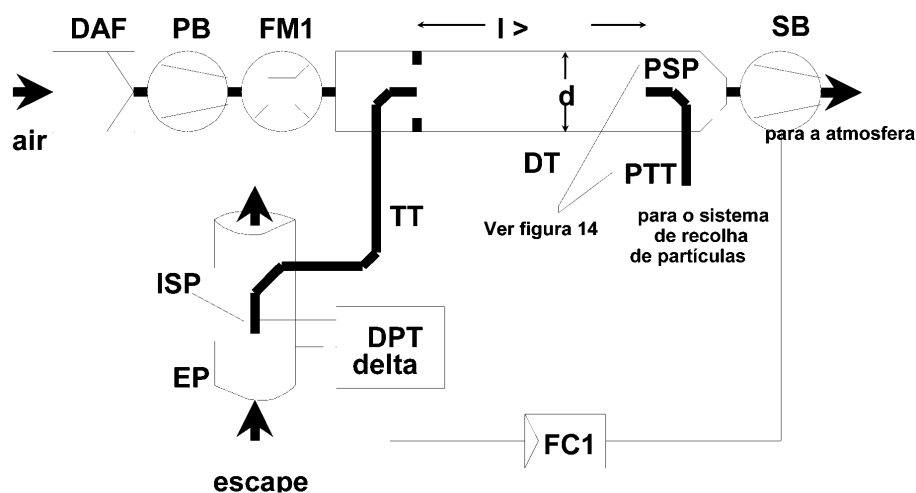 DAF
PB
FM1
l >
SB
d
PSP
air
para a atmosfera
DT
PTT
TT
Ver figura 14
para o sistema
de recolha
de partículas
ISP
DPT
delta
EP
FC1
escape